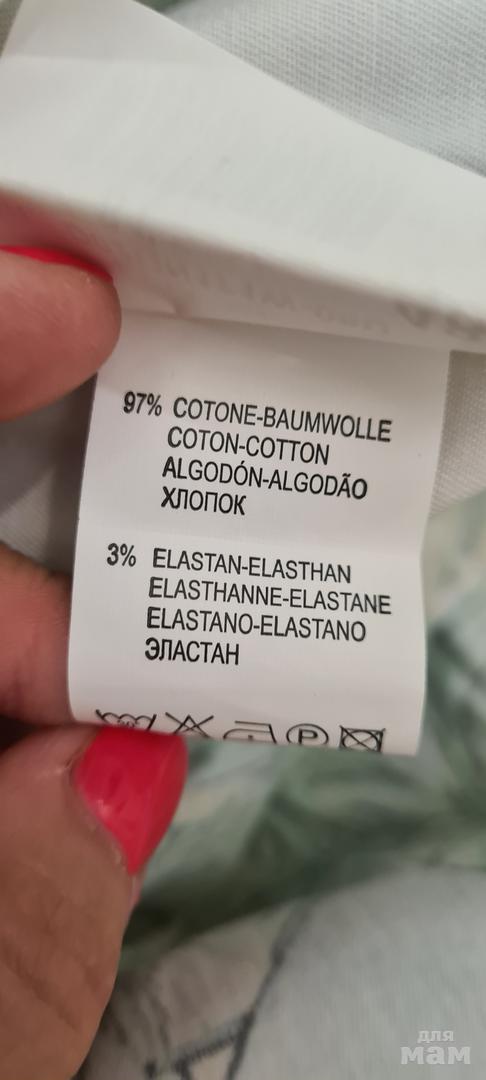 97% COTONE-BAUMWOLLE
COTON-COTTON
ALGODÓN-ALGODÃO
ХЛОПОК
3% ELASTAN-ELASTHAN
ELASTHANNE-ELASTANE
ELASTANO-ELASTANO
ЭЛАСТАН
P
для
мам